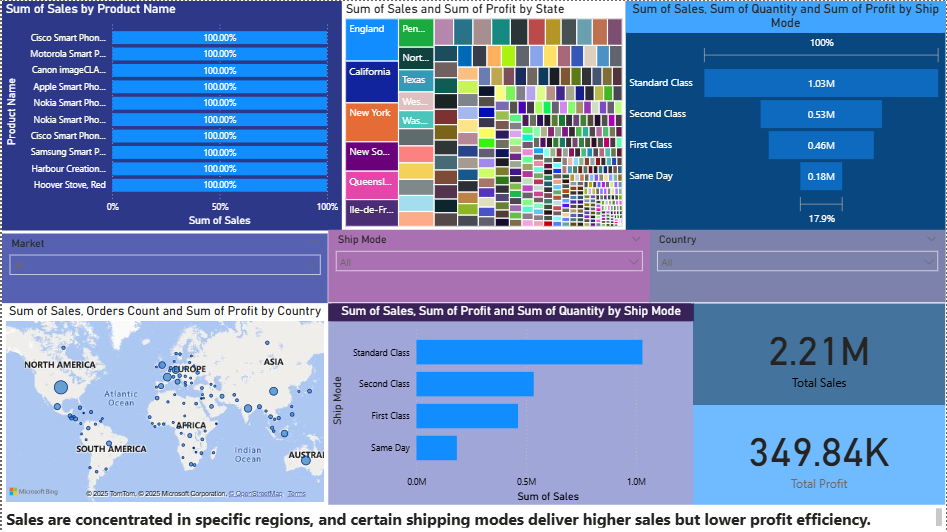 Sum of Sales by Product Name
Product Name
Cisco Smart Phon... 100.00%
Motorola Smart P... 100.00%
Canon imageCLA... 100.00%
Apple Smart Pho... 100.00%
Nokia Smart Pho... 100.00%
Nokia Smart Pho... 100.00%
Cisco Smart Phon... 100.00%
Samsung Smart P... 100.00%
Harbour Creation... 100.00%
Hoover Stove, Red 100.00%
0% 50% 100%
Sum of Sales
Sum of Sales and Sum of Profit by State
England
California
New York
New So...
Queensl...
Ile-de-Fr...
Pen...
Nort...
Texas
Wes...
Was...
Sum of Sales, Sum of Quantity and Sum of Profit by Ship
Mode
100%
Standard Class 1.03M
Second Class 0.53M
First Class 0.46M
Same Day 0.18M
17.9%
Market
Ship Mode
All
Country
All
Sum of Sales, Orders Count and Sum of Profit by Country
NORTH AMERICA
EUROPE
ASIA
Atlantic
Ocean
AFRICA
SOUTH AMERICA
Indian
Ocean
AUSTRAI
Microsoft Bing
© 2025 TomTom, © 2025 Microsoft Corporation, © OpenStreetMap Terms
Sum of Sales, Sum of Profit and Sum of Quantity by Ship Mode
Ship Mode
Standard Class
Second Class
First Class
Same Day
0.0M 0.5M 1.0M
Sum of Sales
2.21M
Total Sales
349.84K
Total Profit
Sales are concentrated in specific regions, and certain shipping modes deliver higher sales but lower profit efficiency.